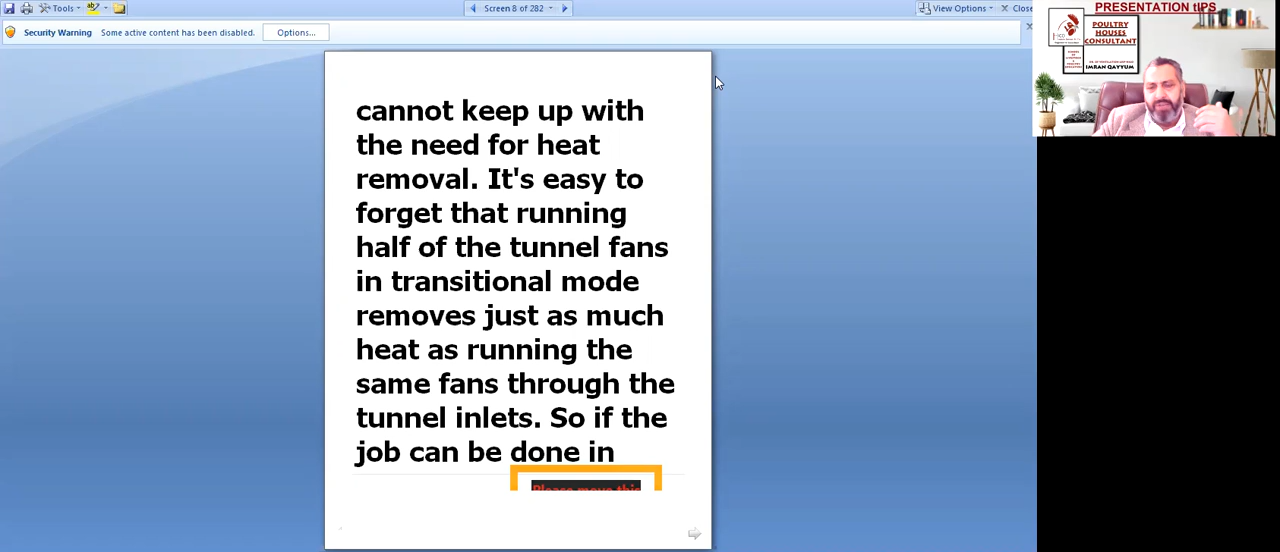 Tools
Screen 8 of 282
View Options
Close
Security Warning Some active content has been disabled. Options...
cannot keep up with
the need for heat
removal. It's easy to
forget that running
half of the tunnel fans
in transitional mode
removes just as much
heat as running the
same fans through the
tunnel inlets. So if the
job can be done in
Please move this
PRESENTATION tIPS
POULTRY
HOUSES
CONSULTANT
IMRAN QAYYUM